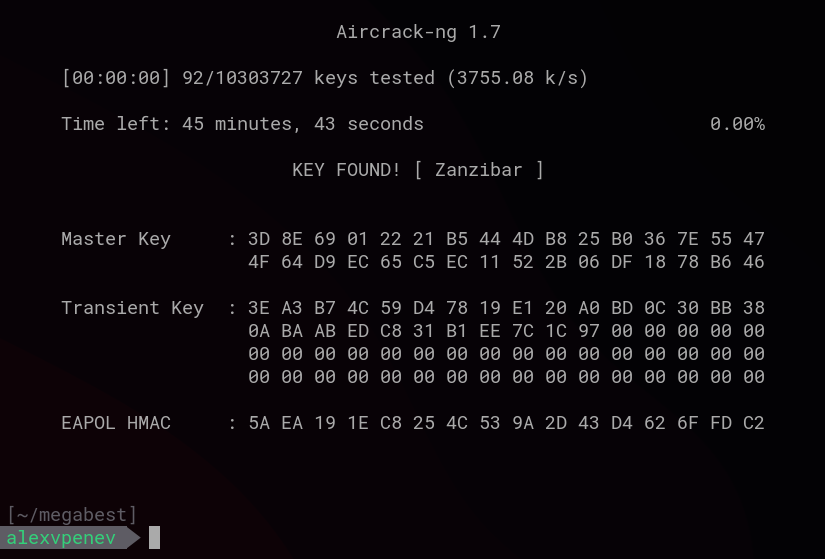 Aircrack-ng 1.7
[00:00:00] 92/10303727 keys tested (3755.08 k/s)
Time left: 45 minutes, 43 seconds 0.00%
KEY FOUND! [ Zanzibar ]
Master Key : 3D 8E 69 01 22 21 B5 44 4D B8 25 B0 36 7E 55 47
4F 64 D9 EC 65 C5 EC 11 52 2B 06 DF 18 78 B6 46
Transient Key : 3E A3 B7 4C 59 D4 78 19 E1 20 A0 BD 0C 30 BB 38
0A BA AB ED C8 31 B1 EE 7C 1C 97 00 00 00 00 00
00 00 00 00 00 00 00 00 00 00 00 00 00 00 00 00
00 00 00 00 00 00 00 00 00 00 00 00 00 00 00 00
EAPOL HMAC : 5A EA 19 1E C8 25 4C 53 9A 2D 43 D4 62 6F FD C2
[~/megabest]
alexvpenev